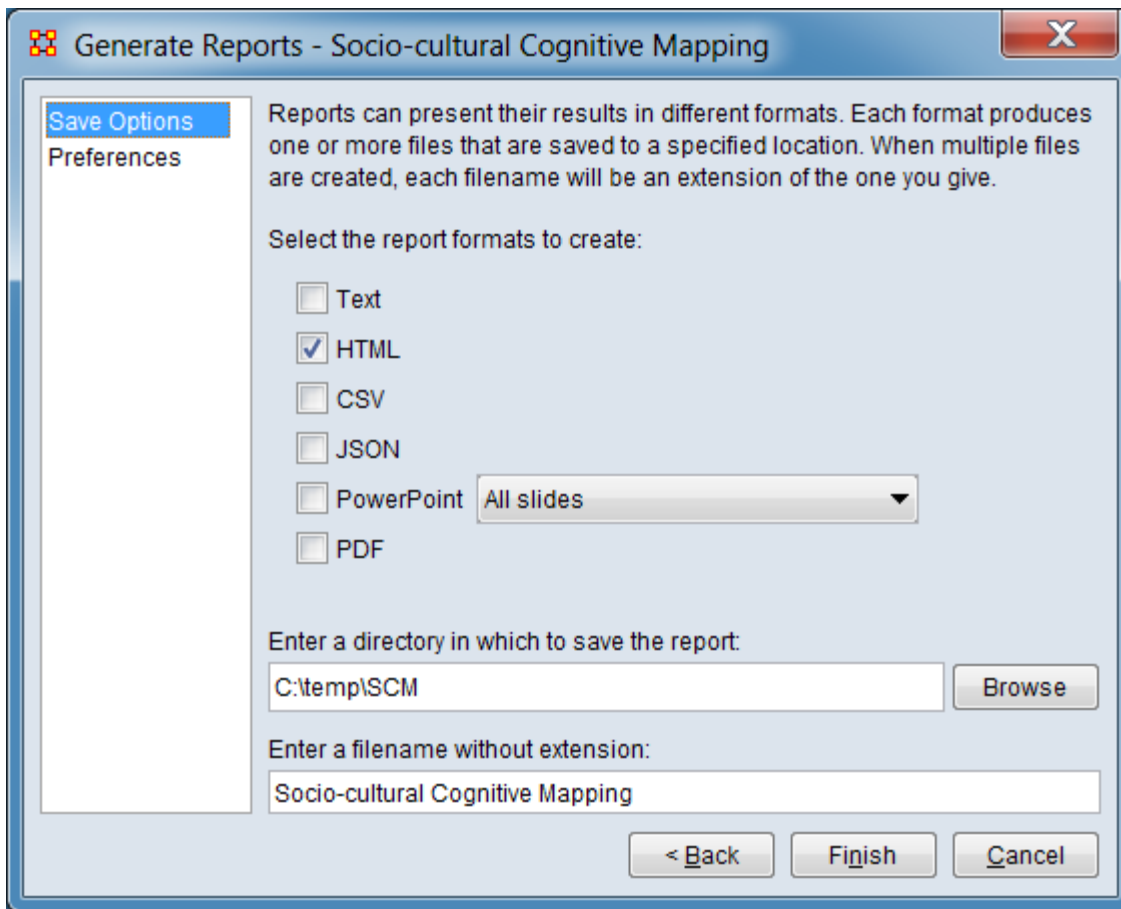 Generate Reports - Socio-cultural Cognitive Mapping
X
Save Options
Preferences
Reports can present their results in different formats. Each format produces
one or more files that are saved to a specified location. When multiple files
are created, each filename will be an extension of the one you give.
Select the report formats to create:
Text
HTML
CSV
JSON
PowerPoint All slides
PDF
Enter a directory in which to save the report:
C:\temp\SCM Browse
Enter a filename without extension:
Socio-cultural Cognitive Mapping
< Back Finish Cancel